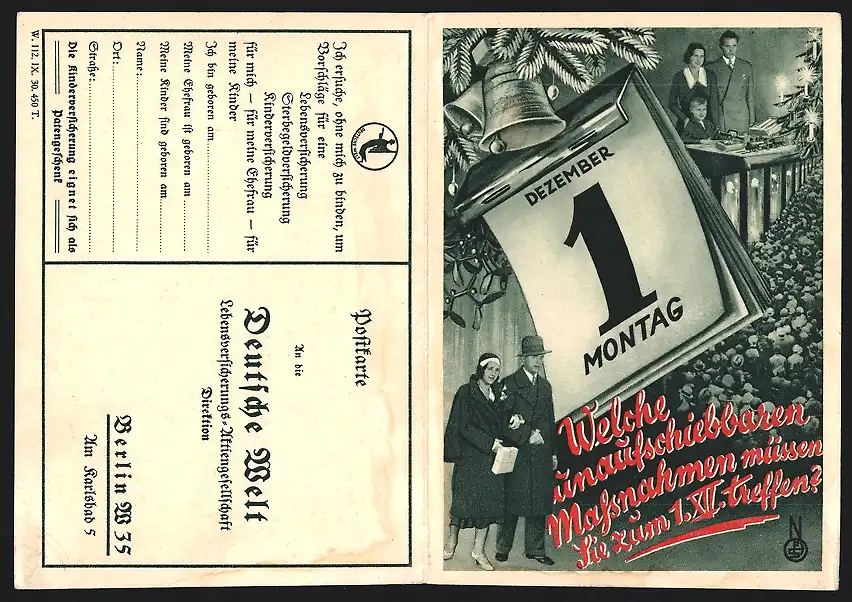 Ich ersuche, ohne mich zu binden, um
Vorschläge für eine
Lebensversicherung
Sterbegeldversicherung
Kinderversicherung
für mich – für meine Ehefrau – für
meine Kinder
Ich bin geboren am
Meine Ehefrau ist geboren am
Meine Kinder sind geboren am
Name:
Ort:
Straße:
Die Kinderversicherung eignet sich als
Patengeschenk
W. 112. IX. 30. 450 T.
Postkarte
An die
Deutsche Welt
Lebensversicherungs-Aktiengesellschaft
Direktion
Berlin W 35
Am Karlsbad 5
DEZEMBER
1
MONTAG
Welche
unaufschiebbaren
Maßnahmen müssen
Sie zum 1. XII. treffen?
N